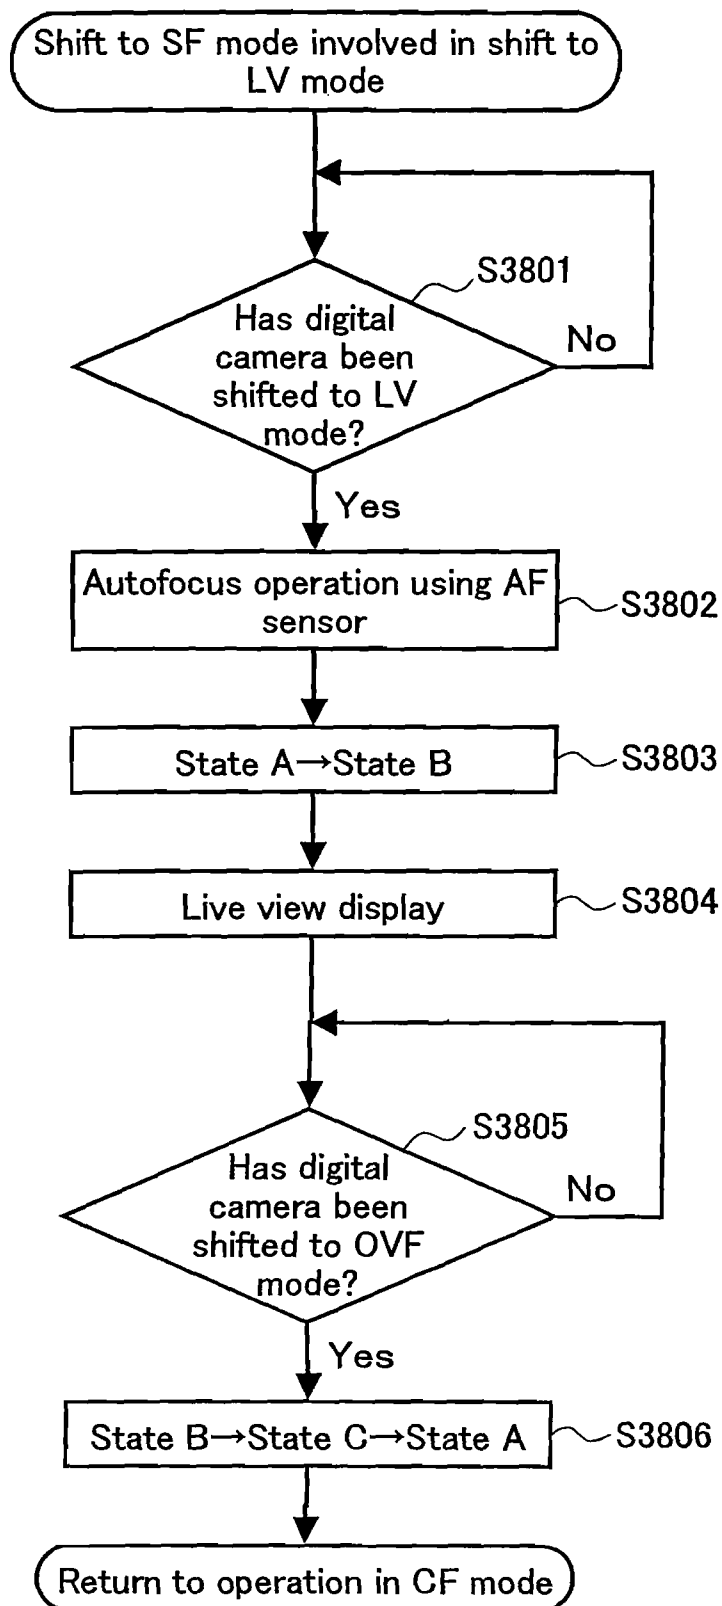 Shift to SF mode involved in shift to
LV mode
S3801
Has digital
camera been
shifted to LV
mode?
No
Yes
Autofocus operation using AF
sensor
S3802
State A→State B
S3803
Live view display
S3804
S3805
Has digital
camera been
shifted to OVF
mode?
No
Yes
State B→State C→State A
S3806
Return to operation in CF mode